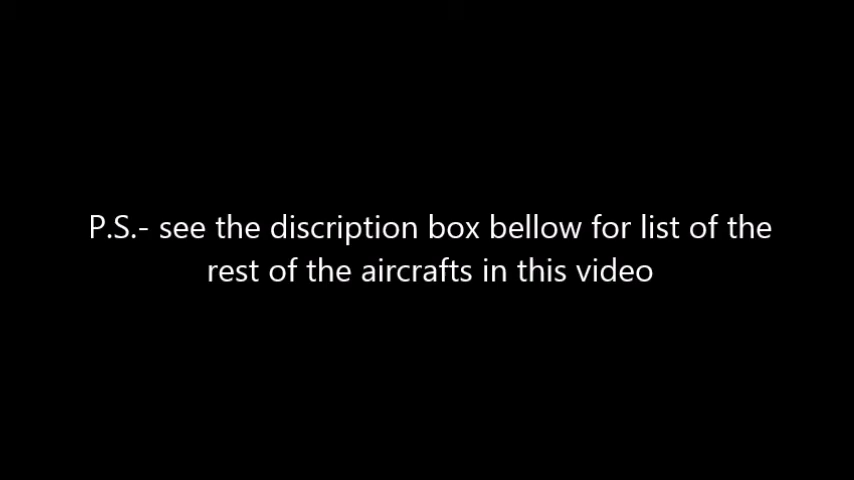 P.S.- see the discription box bellow for list of the
rest of the aircrafts in this video